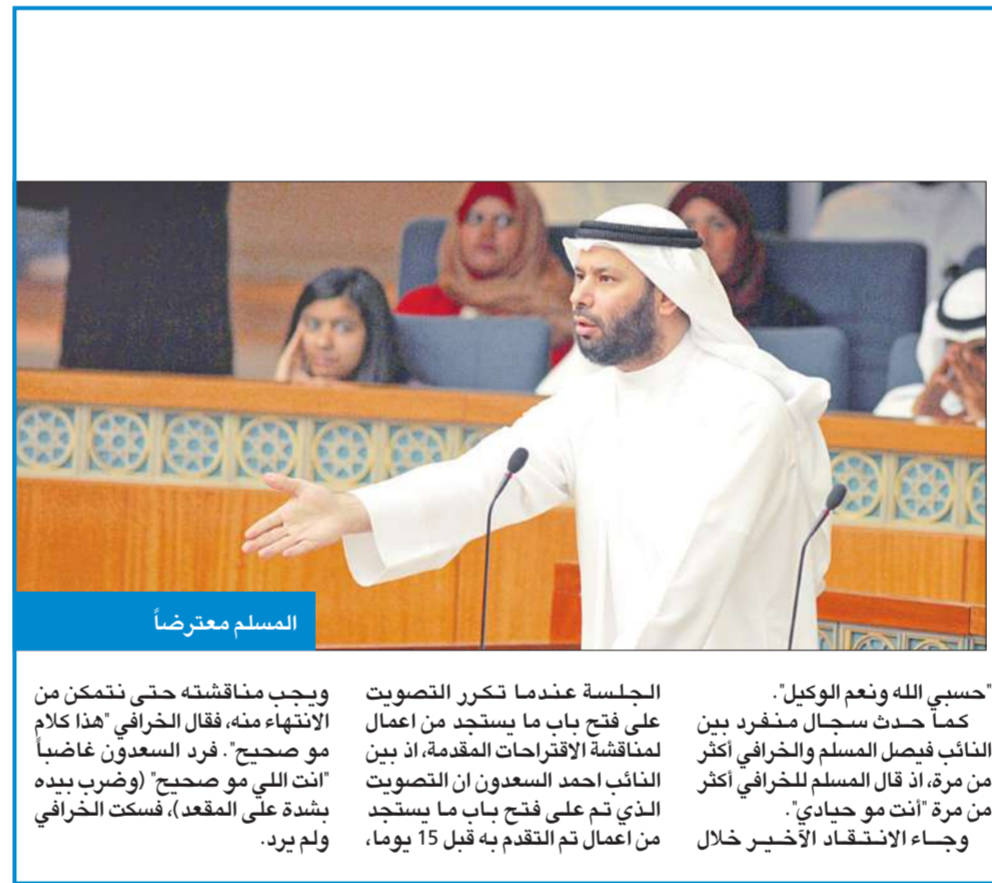 المسلم معترضاً
"حسبي الله ونعم الوكيل".
كما حدث سجال منفرد بين
النائب فيصل المسلم والخرافي أكثر
من مرة، اذ قال المسلم للخرافي أكثر
من مرة "أنت مو حيادي".
وجاء الانتقاد الآخير خلال
الجلسة عندما تكرر التصويت
على فتح باب ما يستجد من اعمال
لمناقشة الاقتراحات المقدمة، اذ بين
النائب احمد السعدون ان التصويت
الذي تم على فتح باب ما يستجد
من اعمال تم التقدم به قبل 15 يوما،
ويجب مناقشته حتى نتمكن من
الانتهاء منه، فقال الخرافي "هذا كلام
مو صحيح". فرد السعدون غاضباً
"انت اللي مو صحيح" (وضرب بيده
بشدة على المقعد)، فسكت الخرافي
ولم يرد.